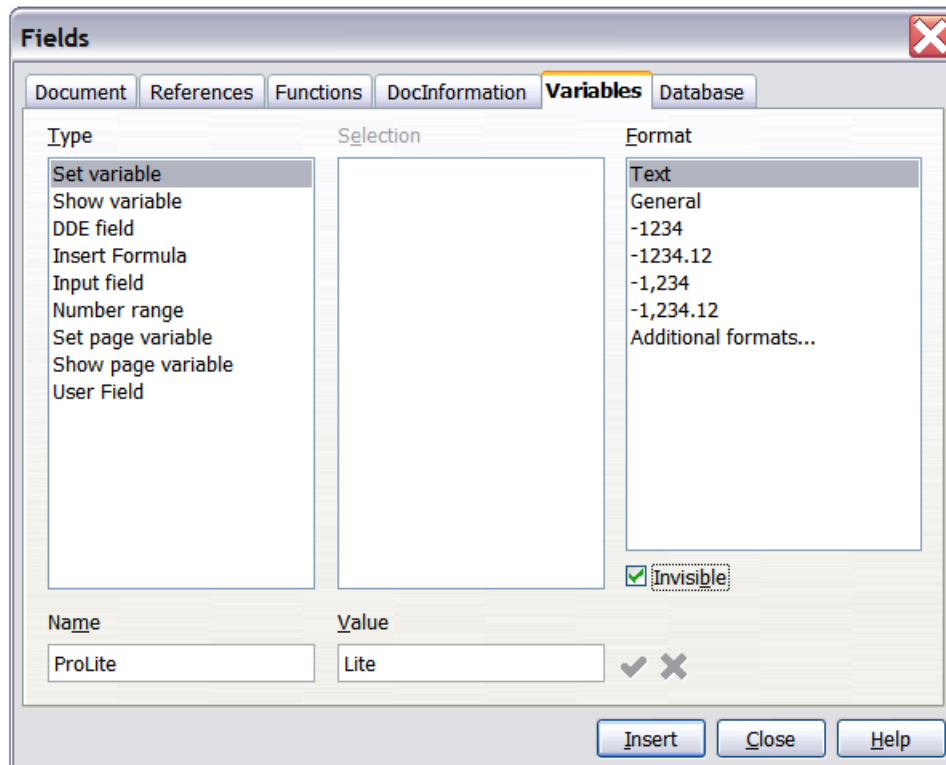 Fields
Document References Functions DocInformation Variables Database
Type Selection Format
Set variable
Show variable
DDE field
Insert Formula
Input field
Number range
Set page variable
Show page variable
User Field
Text
General
-1234
-1234.12
-1,234
-1,234.12
Additional formats...
Invisible
Name Value
ProLite Lite
Insert Close Help